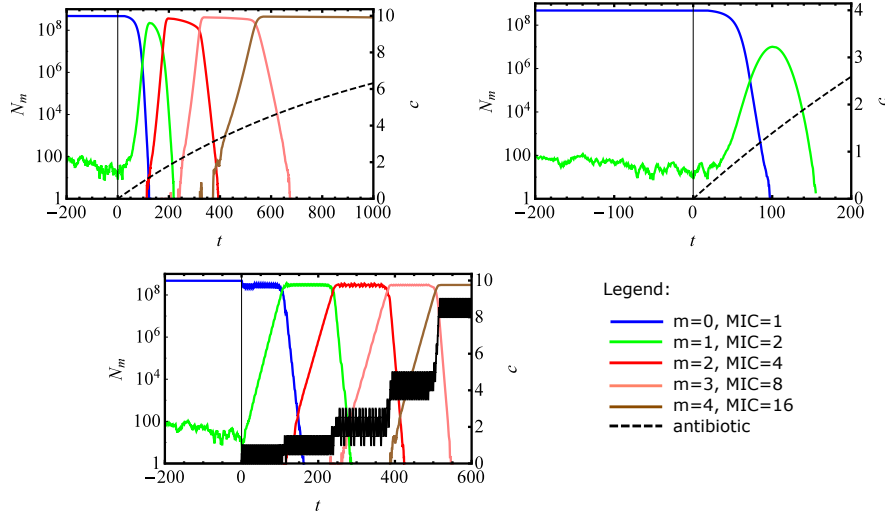 10⁸
10⁶
10⁴
100
1
N_m
10
8
6
4
2
0
c
-200 0 200 400 600 800 1000
t
10⁸
10⁶
10⁴
100
1
N_m
4
3
2
1
0
c
-200 -100 0 100 200
t
10⁸
10⁶
10⁴
100
1
N_m
10
8
6
4
2
0
c
-200 0 200 400 600
t
Legend:
m=0, MIC=1
m=1, MIC=2
m=2, MIC=4
m=3, MIC=8
m=4, MIC=16
antibiotic